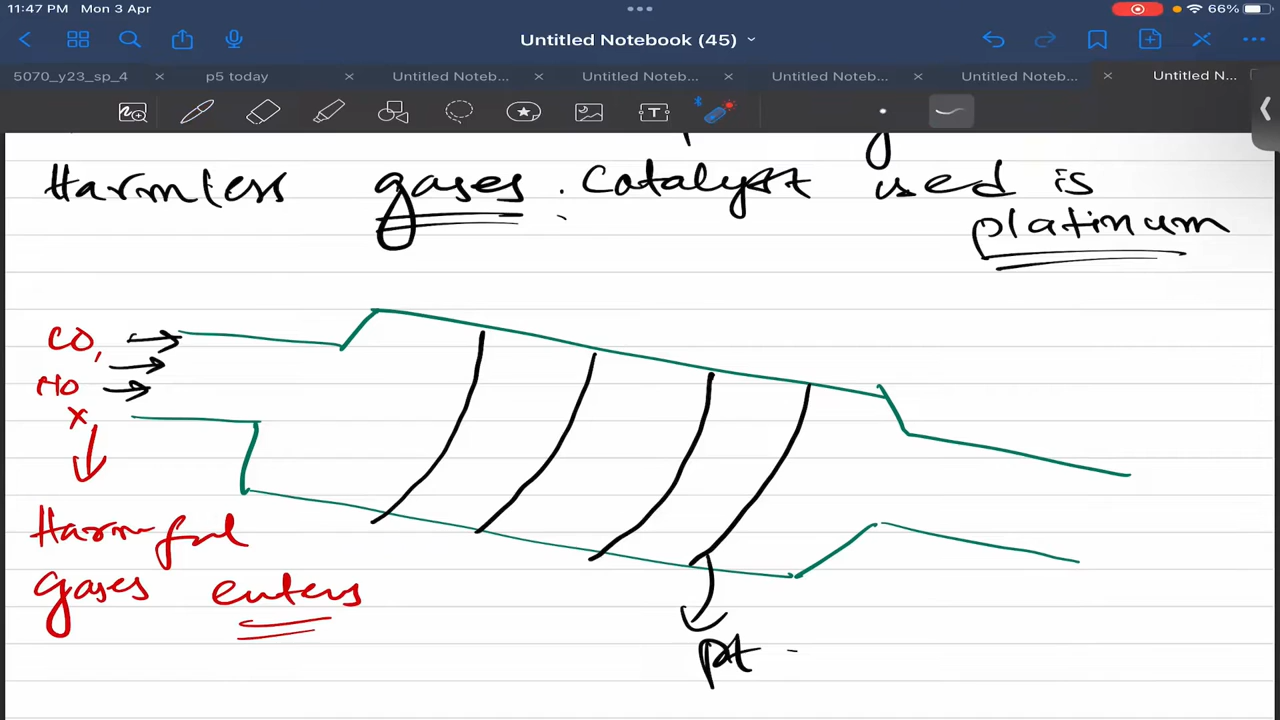 11:47 PM Mon 3 Apr
66%
Untitled Notebook (45)
5070_y23_sp_4
p5 today
Untitled Noteb...
Untitled Noteb...
Untitled Noteb...
Untitled Noteb...
Untitled N...
Harmless gases. Catalyst used is
platinum
CO,
NO
x
Harmful
gases enters
pt